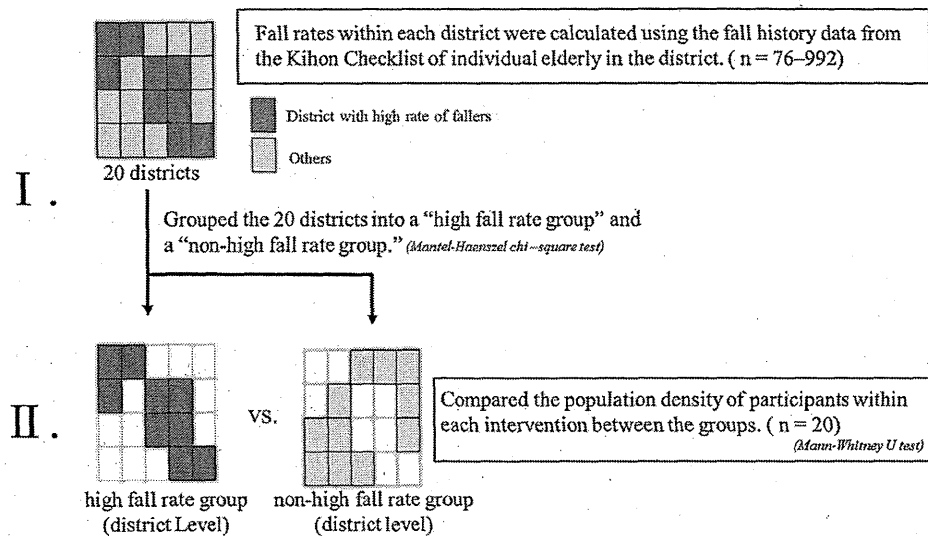 Fall rates within each district were calculated using the fall history data from
the Kihon Checklist of individual elderly in the district. ( n = 76–992)
District with high rate of fallers
Others
20 districts
I .
Grouped the 20 districts into a “high fall rate group” and
a “non-high fall rate group.” (Mantel-Haenszel chi–square test)
II .
vs.
Compared the population density of participants within
each intervention between the groups. ( n = 20)
(Mann-Whitney U test)
high fall rate group
(district Level)
non-high fall rate group
(district level)